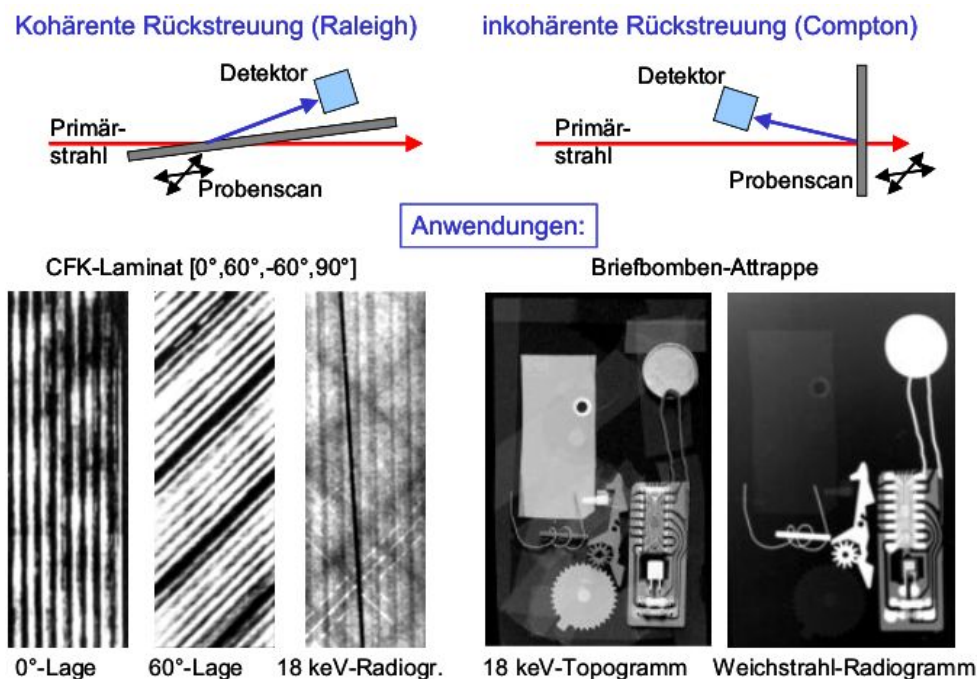 Kohärente Rückstreuung (Raleigh)
Detektor
Primär-
strahl
Probenscan
inkohärente Rückstreuung (Compton)
Detektor
Primär-
strahl
Probenscan
Anwendungen:
CFK-Laminat [0°,60°,-60°,90°]
0°-Lage
60°-Lage
18 keV-Radiogr.
Briefbomben-Attrappe
18 keV-Topogramm
Weichstrahl-Radiogramm